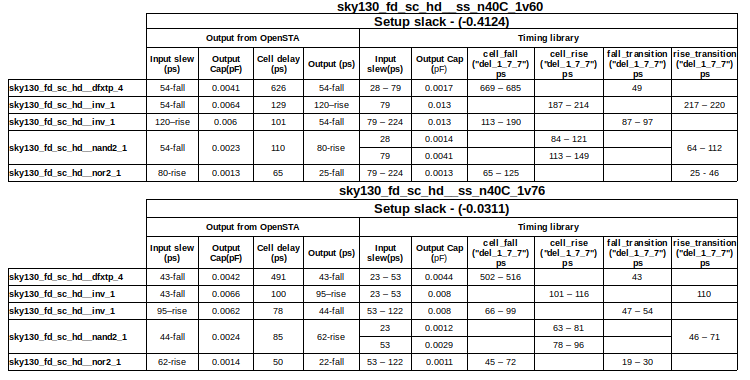 sky130_fd_sc_hd__ss_n40C_1v60
Setup slack - (-0.4124)
Output from OpenSTA Timing library
Input slew (ps) Output Cap(pF) Cell delay (ps) Output (ps) Input slew(ps) Output Cap (pF) cell_fall ("del_1_7_7") ps cell_rise ("del_1_7_7") ps fall_transition ("del_1_7_7") ps rise_transition ("del_1_7_7") ps
sky130_fd_sc_hd__dfxtp_4 54-fall 0.0041 626 54-fall 28 – 79 0.0017 669 – 685 49
sky130_fd_sc_hd__inv_1 54-fall 0.0064 129 120–rise 79 0.013 187 – 214 217 – 220
sky130_fd_sc_hd__inv_1 120–rise 0.006 101 54-fall 79 – 224 0.013 113 – 190 87 – 97
sky130_fd_sc_hd__nand2_1 54-fall 0.0023 110 80-rise 28 0.0014 84 – 121 64 – 112
79 0.0041 113 – 149
sky130_fd_sc_hd__nor2_1 80-rise 0.0013 65 25-fall 79 – 224 0.0013 65 – 125 25 - 46
sky130_fd_sc_hd__ss_n40C_1v76
Setup slack - (-0.0311)
Output from OpenSTA Timing library
Input slew (ps) Output Cap(pF) Cell delay (ps) Output (ps) Input slew(ps) Output Cap (pF) cell_fall ("del_1_7_7") ps cell_rise ("del_1_7_7") ps fall_transition ("del_1_7_7") ps rise_transition ("del_1_7_7") ps
sky130_fd_sc_hd__dfxtp_4 43-fall 0.0042 491 43-fall 23 – 53 0.0044 502 – 516 43
sky130_fd_sc_hd__inv_1 43-fall 0.0066 100 95–rise 23 – 53 0.008 101 – 116 110
sky130_fd_sc_hd__inv_1 95–rise 0.0062 78 44-fall 53 – 122 0.008 66 – 99 47 – 54
sky130_fd_sc_hd__nand2_1 44-fall 0.0024 85 62-rise 23 0.0012 63 – 81 46 – 71
53 0.0029 78 – 96
sky130_fd_sc_hd__nor2_1 62-rise 0.0014 50 22-fall 53 – 122 0.0011 45 – 72 19 – 30